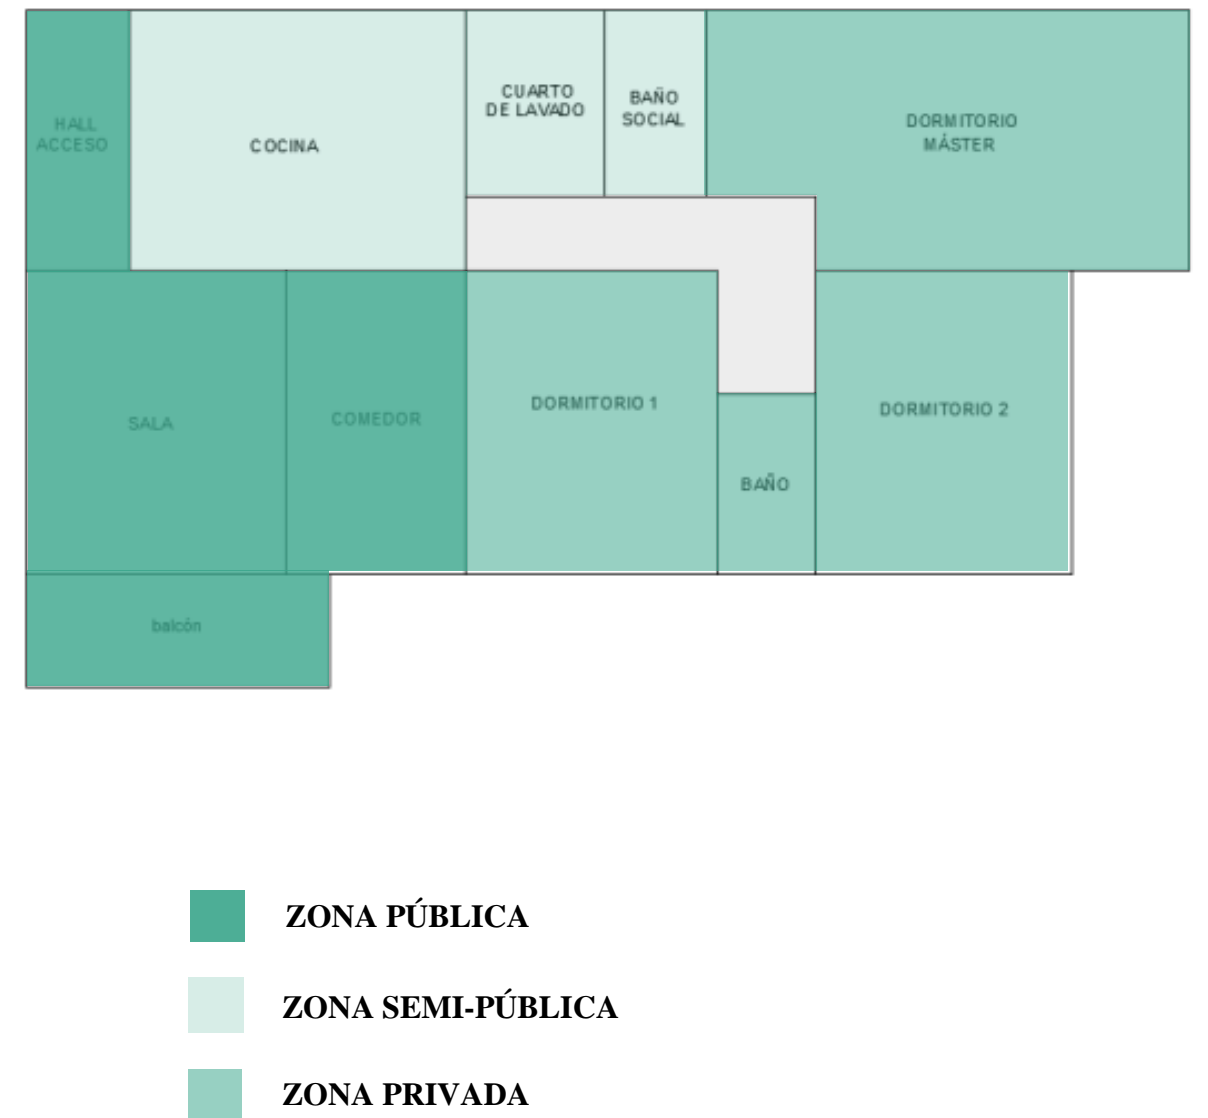 HALL
ACCESO
COCINA
CUARTO
DE LAVADO
BAÑO
SOCIAL
DORMITORIO
MÁSTER
SALA
COMEDOR
DORMITORIO 1
BAÑO
DORMITORIO 2
balcón
ZONA PÚBLICA
ZONA SEMI-PÚBLICA
ZONA PRIVADA